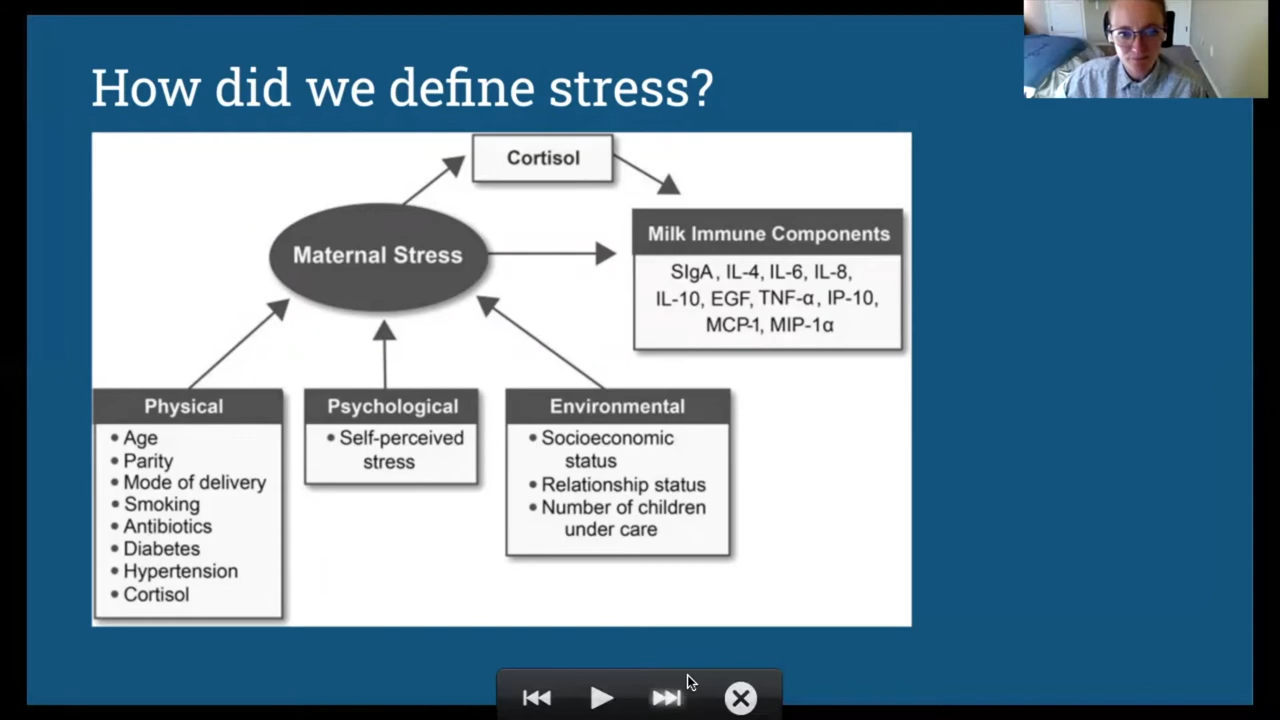 How did we define stress?
Cortisol
Maternal Stress
Milk Immune Components
SIgA, IL-4, IL-6, IL-8,
IL-10, EGF, TNF-α, IP-10,
MCP-1, MIP-1α
Physical
• Age
• Parity
• Mode of delivery
• Smoking
• Antibiotics
• Diabetes
• Hypertension
• Cortisol
Psychological
• Self-perceived
stress
Environmental
• Socioeconomic
status
• Relationship status
• Number of children
under care